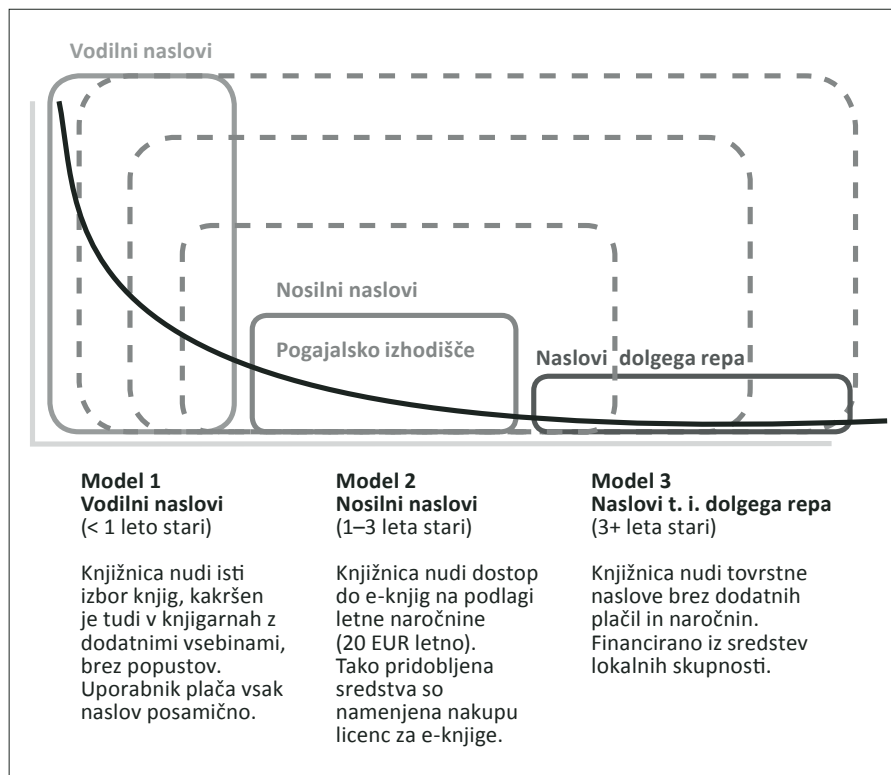 Vodilni naslovi
Nosilni naslovi
Pogajalsko izhodišče
Naslovi dolgega repa
Model 1
Vodilni naslovi
(< 1 leto stari)
Knjižnica nudi isti
izbor knjig, kakršen
je tudi v knjigarnah z
dodatnimi vsebinami,
brez popustov.
Uporabnik plača vsak
naslov posamično.
Model 2
Nosilni naslovi
(1–3 leta stari)
Knjižnica nudi dostop
do e-knjig na podlagi
letne naročnine
(20 EUR letno).
Tako pridobljena
sredstva so
namenjena nakupu
licenc za e-knjige.
Model 3
Naslovi t. i. dolgega repa
(3+ leta stari)
Knjižnica nudi tovrstne
naslove brez dodatnih
plačil in naročnin.
Financirano iz sredstev
lokalnih skupnosti.